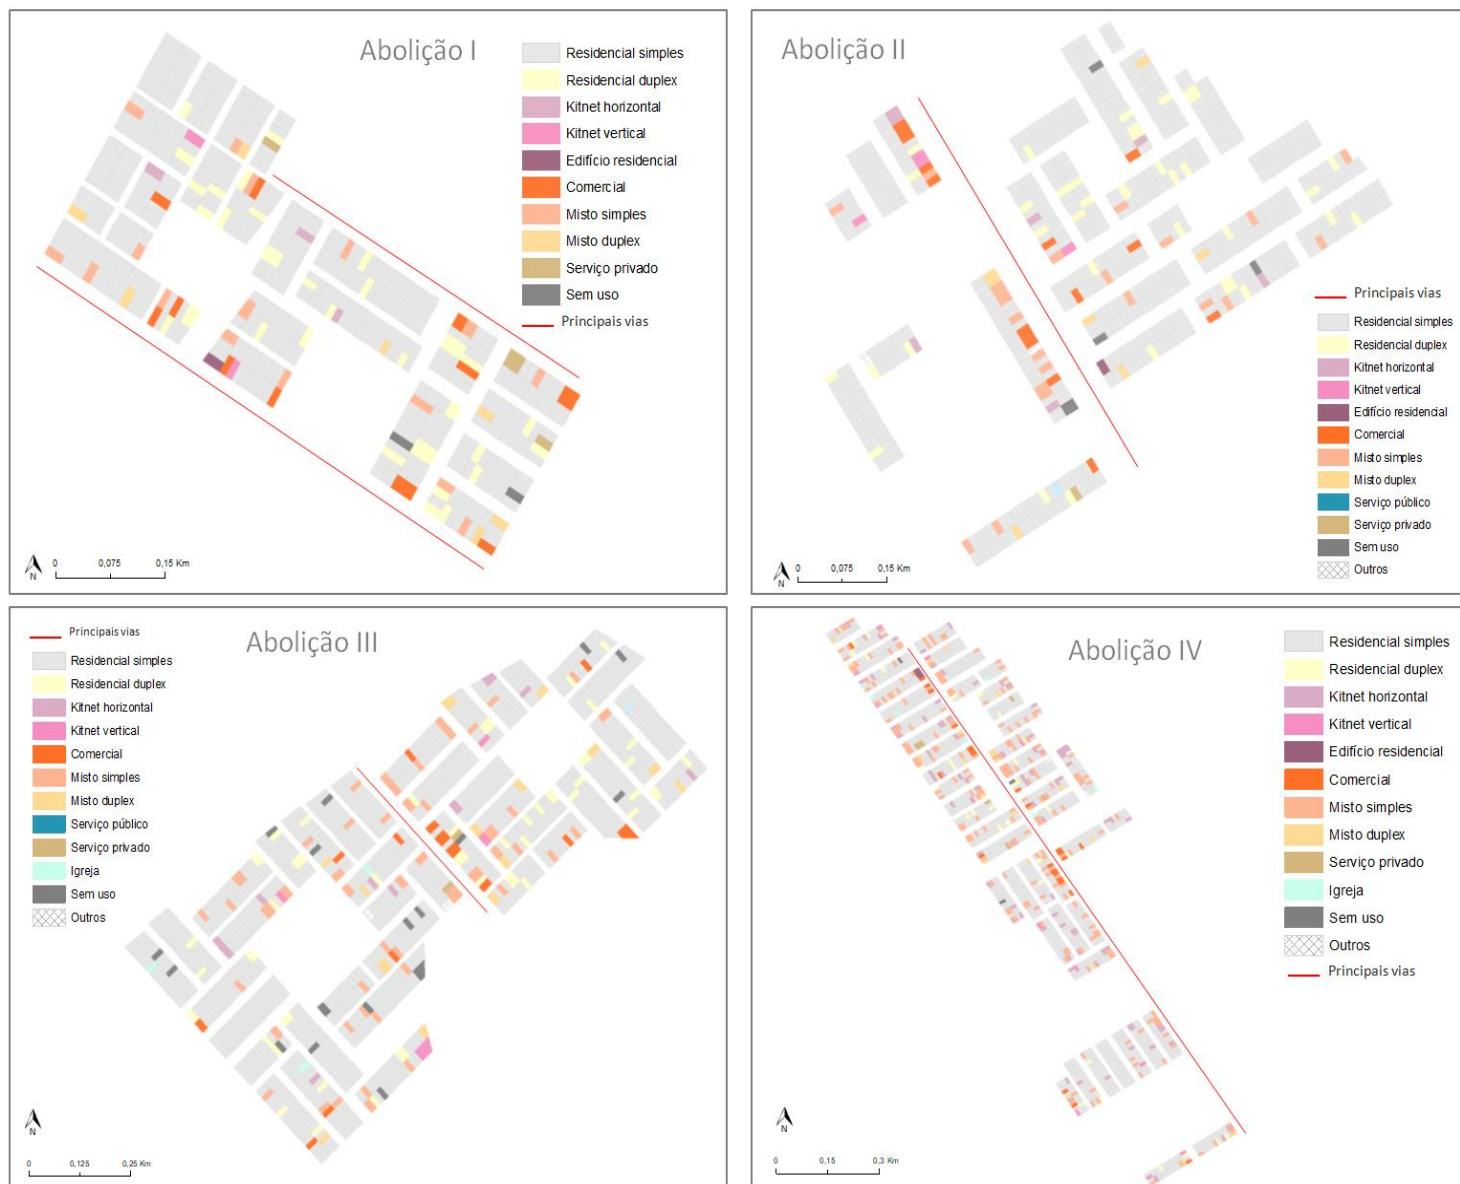 Abolição I
Residencial simples
Residencial duplex
Kitnet horizontal
Kitnet vertical
Edifício residencial
Comercial
Misto simples
Misto duplex
Serviço privado
Sem uso
Principais vias
N
0 0,075 0,15 Km
Abolição II
Principais vias
Residencial simples
Residencial duplex
Kitnet horizontal
Kitnet vertical
Edifício residencial
Comercial
Misto simples
Misto duplex
Serviço público
Serviço privado
Sem uso
Outros
N
0 0,075 0,15 Km
Abolição III
Principais vias
Residencial simples
Residencial duplex
Kitnet horizontal
Kitnet vertical
Comercial
Misto simples
Misto duplex
Serviço público
Serviço privado
Igreja
Sem uso
Outros
N
0 0,125 0,25 Km
Abolição IV
Residencial simples
Residencial duplex
Kitnet horizontal
Kitnet vertical
Edifício residencial
Comercial
Misto simples
Misto duplex
Serviço privado
Igreja
Sem uso
Outros
Principais vias
N
0 0,15 0,3 Km